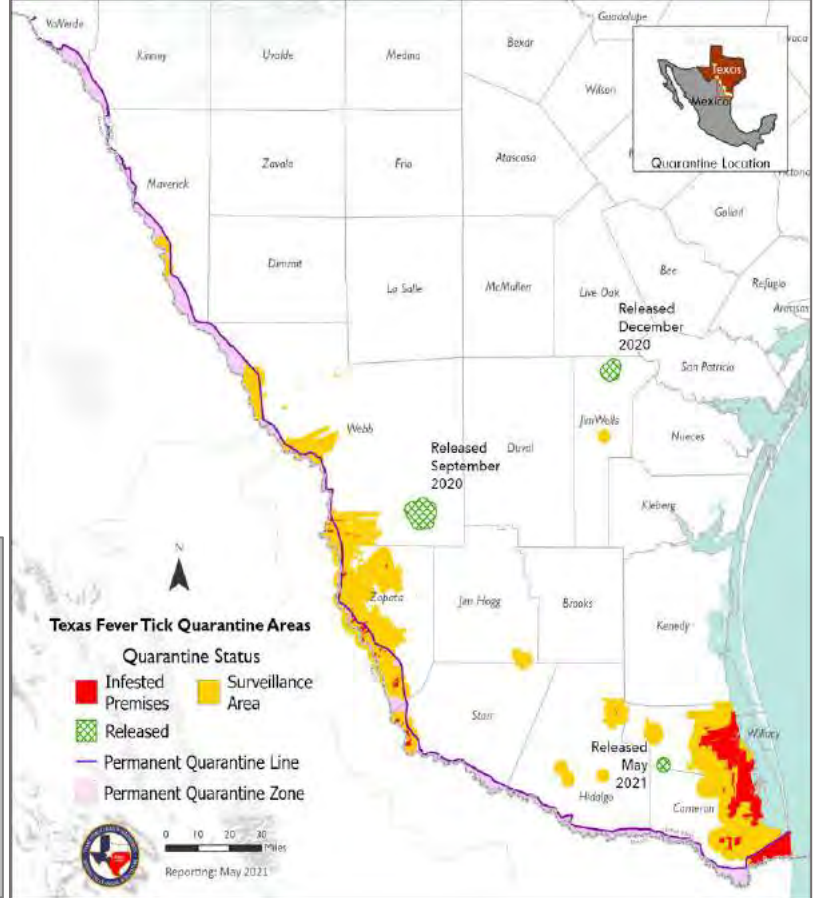 ValVerde
Kinney
Uvalde
Medina
Bexar
Guadalupe
Wilson
Texas
Mexico
Quarantine Location
Maverick
Zavala
Frio
Atascosa
Goliad
Dimmit
La Salle
McMullen
Live Oak
Bee
Refugio
Aransas
Released
December
2020
San Patricio
Webb
Duval
Jim Wells
Nueces
Released
September
2020
Kleberg
N
Zapata
Jim Hogg
Brooks
Kenedy
Texas Fever Tick Quarantine Areas
Quarantine Status
Infested
Premises
Surveillance
Area
Released
Permanent Quarantine Line
Permanent Quarantine Zone
Starr
Willacy
Released
May
2021
Hidalgo
Cameron
0 10 20 30
Miles
Reporting: May 2021